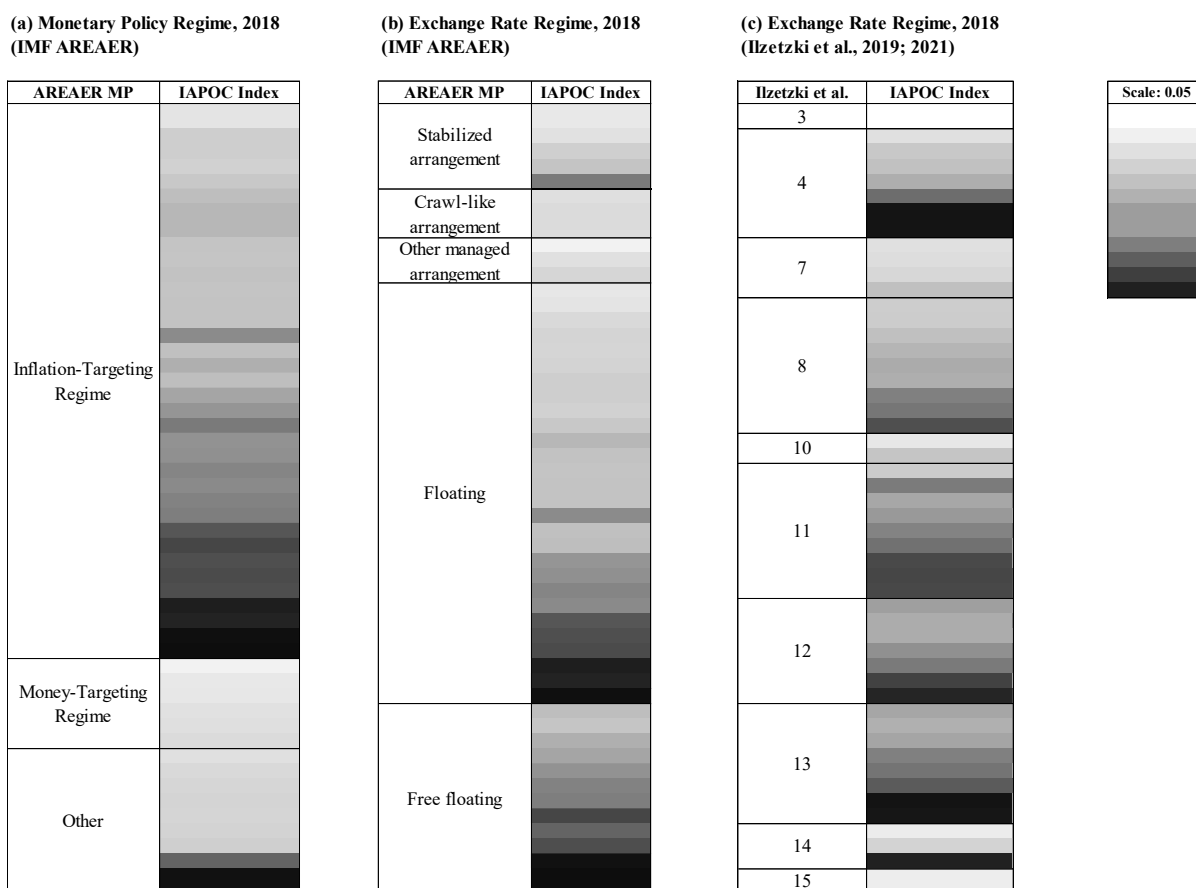 (a) Monetary Policy Regime, 2018
(IMF AREAER)
AREAER MP
IAPOC Index
Inflation-Targeting
Regime
Money-Targeting
Regime
Other
(b) Exchange Rate Regime, 2018
(IMF AREAER)
AREAER MP
IAPOC Index
Stabilized
arrangement
Crawl-like
arrangement
Other managed
arrangement
Floating
Free floating
(c) Exchange Rate Regime, 2018
(Ilzetzki et al., 2019; 2021)
Ilzetzki et al.
IAPOC Index
3
4
7
8
10
11
12
13
14
15
Scale: 0.05